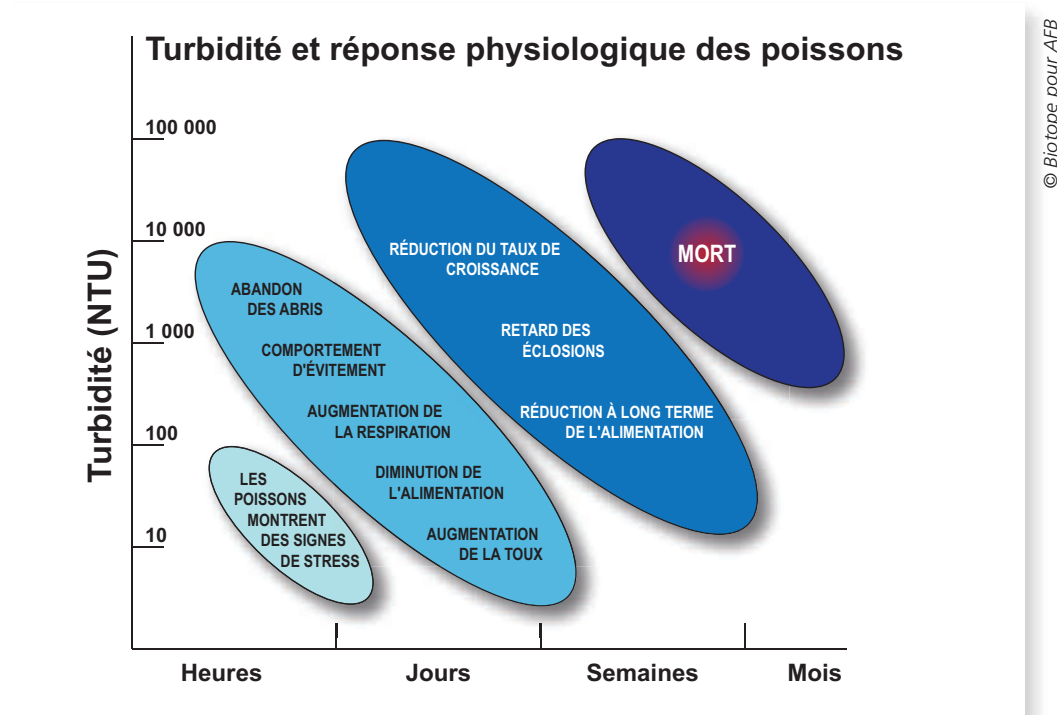 Turbidité et réponse physiologique des poissons
© Biotope pour AFB
Turbidité (NTU)
100 000
10 000
1 000
100
10
ABANDON
DES ABRIS
COMPORTEMENT
D'ÉVITEMENT
AUGMENTATION DE
LA RESPIRATION
DIMINUTION DE
L'ALIMENTATION
AUGMENTATION
DE LA TOUX
LES
POISSONS
MONTRENT
DES SIGNES
DE STRESS
RÉDUCTION DU TAUX DE
CROISSANCE
RETARD DES
ÉCLOSIONS
RÉDUCTION À LONG TERME
DE L'ALIMENTATION
MORT
Heures
Jours
Semaines
Mois